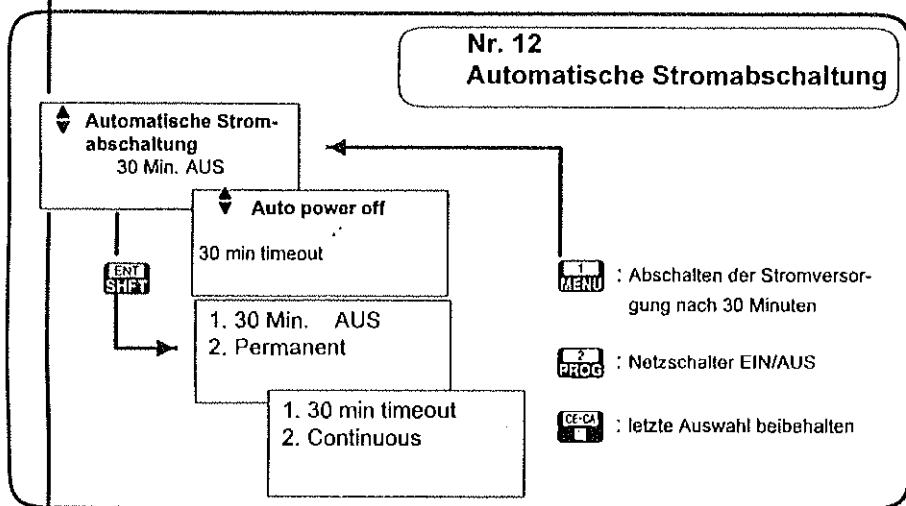 Nr. 12
Automatische Stromabschaltung
Automatische Strom-
abschaltung
30 Min. AUS
Auto power off
30 min timeout
ENT
SHFT
1. 30 Min. AUS
2. Permanent
1. 30 min timeout
2. Continuous
1
MENU
: Abschalten der Stromversor-
gung nach 30 Minuten
2
PROG
: Netzschalter EIN/AUS
CE·CA
: letzte Auswahl beibehalten